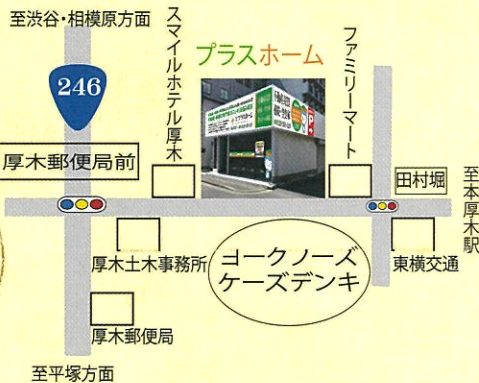 至渋谷・相模原方面
246
スマイルホテル厚木
プラスホーム
ファミリーマート
厚木郵便局前
田村堀
至本厚木駅
厚木土木事務所
ヨークノーズ
ケーズデンキ
東横交通
厚木郵便局
至平塚方面